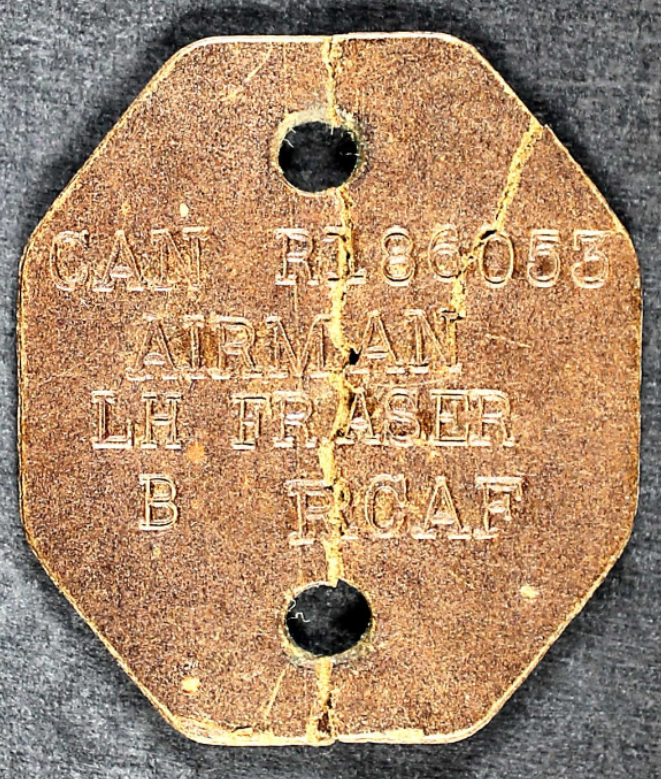 CAN R186053
AIRMAN
LH FRASER
B RCAF